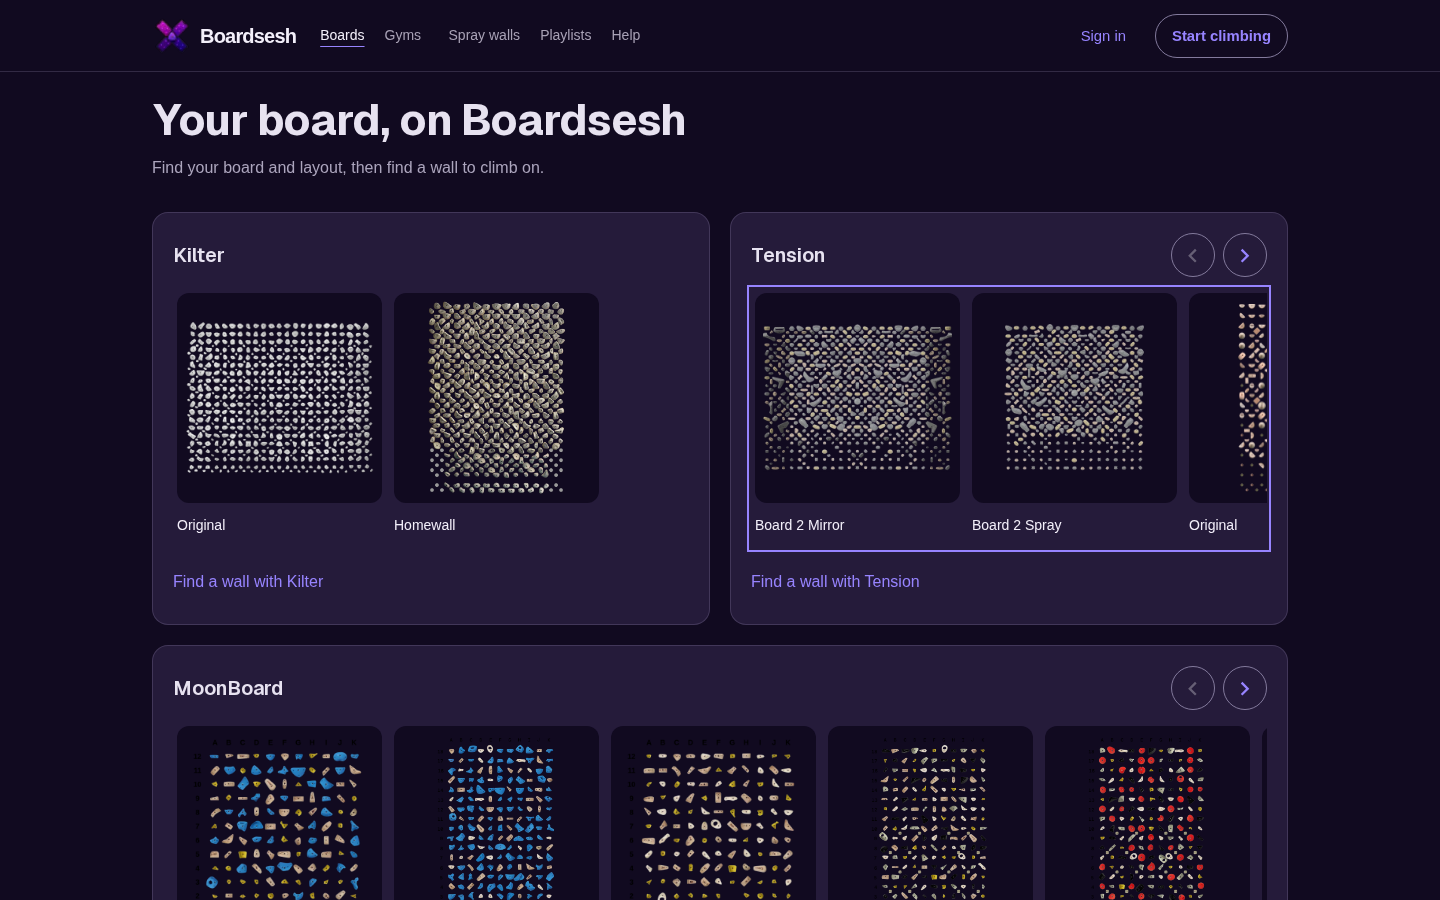 Boardsesh
Boards
Gyms
Spray walls
Playlists
Help
Sign in
Start climbing
Your board, on Boardsesh
Find your board and layout, then find a wall to climb on.
Kilter
Original
Homewall
Find a wall with Kilter
Tension
Board 2 Mirror
Board 2 Spray
Original
Find a wall with Tension
MoonBoard